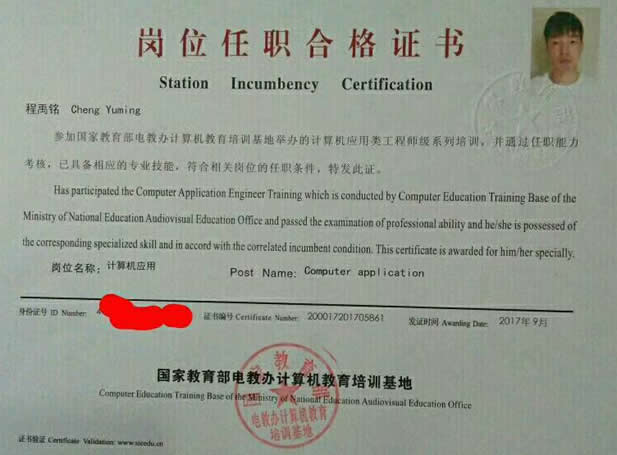 岗位任职合格证书
Station Incumbency Certification
程禹铭 Cheng Yuming
参加国家教育部电教办计算机教育培训基地举办的计算机应用类工程师级系列培训，并通过任职能力
考核，已具备相应的专业技能，符合相关岗位的任职条件，特发此证。
Has participated the Computer Application Engineer Training which is conducted by Computer Education Training Base of the
Ministry of National Education Audiovisual Education Office and passed the examination of professional ability and he/she is possessed of
the corresponding specialized skill and in accord with the correlated incumbent condition. This certificate is awarded for him/her specially.
岗位名称：计算机应用 Post Name: Computer application
身份证号 ID Number: 4 证书编号 Certificate Number: 200017201705861 发证时间 Awarding Date: 2017年9月
国家教育部电教办计算机教育培训基地
Computer Education Training Base of the Ministry of National Education Audiovisual Education Office
电教办计算机教育
培训基地
证书验证 Certificate Validation: